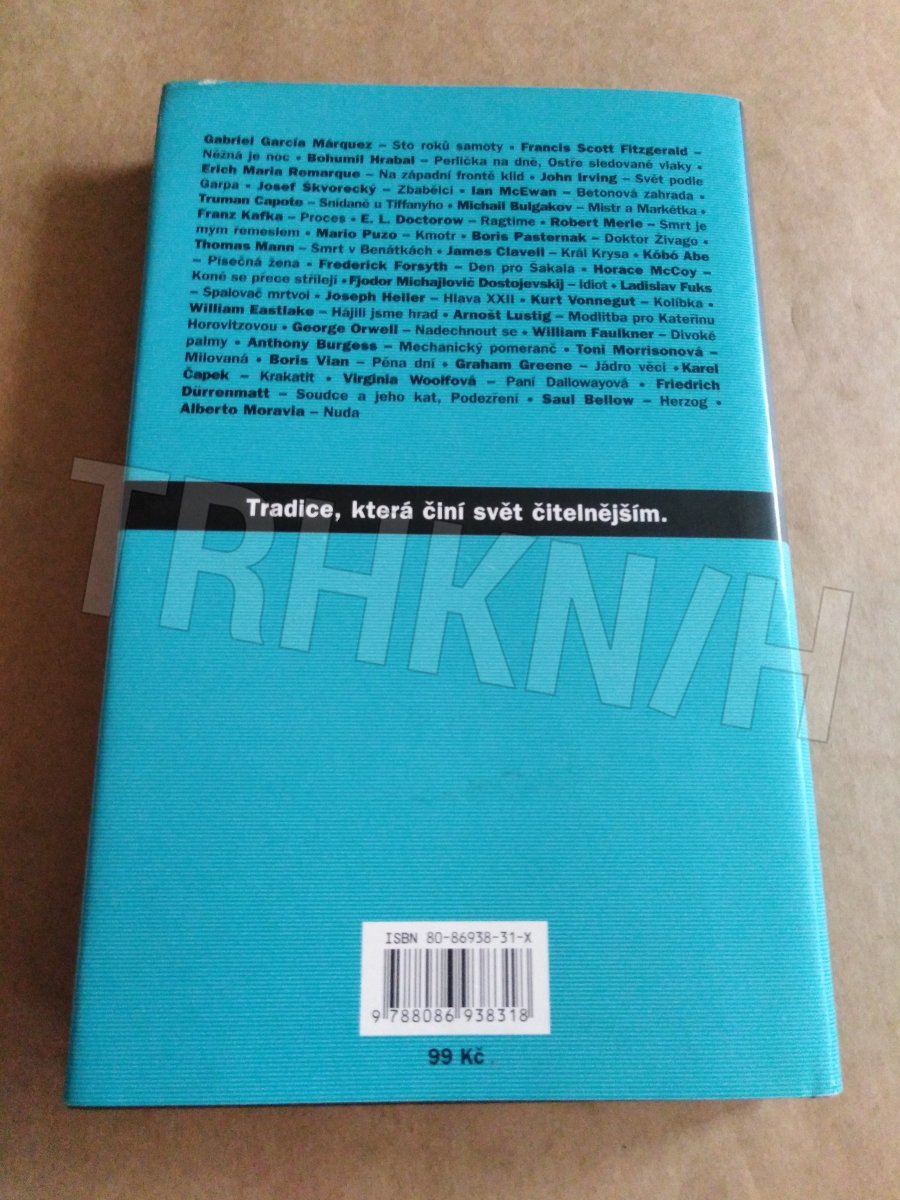 Gabriel García Márquez – Sto roků samoty • Francis Scott Fitzgerald –
Něžná je noc • Bohumil Hrabal – Perlička na dně, Ostře sledované vlaky •
Erich Maria Remarque – Na západní frontě klid • John Irving – Svět podle
Garpa • Josef Škvorecký – Zbabělci • Ian McEwan – Betonová zahrada •
Truman Capote – Snídaně u Tiffanyho • Michail Bulgakov – Mistr a Markétka •
Franz Kafka – Proces • E. L. Doctorow – Ragtime • Robert Merle – Smrt je
mým řemeslem • Mario Puzo – Kmotr • Boris Pasternak – Doktor Živago •
Thomas Mann – Smrt v Benátkách • James Clavell – Král Krysa • Kóbó Abe
– Písečná žena • Frederick Forsyth – Den pro Šakala • Horace McCoy –
Koně se přece střílejí • Fjodor Michajlovič Dostojevskij – Idiot • Ladislav Fuks
– Spalovač mrtvol • Joseph Heller – Hlava XXII • Kurt Vonnegut – Kolíbka •
William Eastlake – Hájili jsme hrad • Arnošt Lustig – Modlitba pro Kateřinu
Horovitzovou • George Orwell – Nadechnout se • William Faulkner – Divoké
palmy • Anthony Burgess – Mechanický pomeranč • Toni Morrisonová –
Milovaná • Boris Vian – Pěna dní • Graham Greene – Jádro věci • Karel
Čapek – Krakatit • Virginia Woolfová – Paní Dallowayová • Friedrich
Dürrenmatt – Soudce a jeho kat, Podezření • Saul Bellow – Herzog •
Alberto Moravia – Nuda
Tradice, která činí svět čitelnějším.
TRHKNIH
ISBN 80-86938-31-X
9 788086 938318
99 Kč